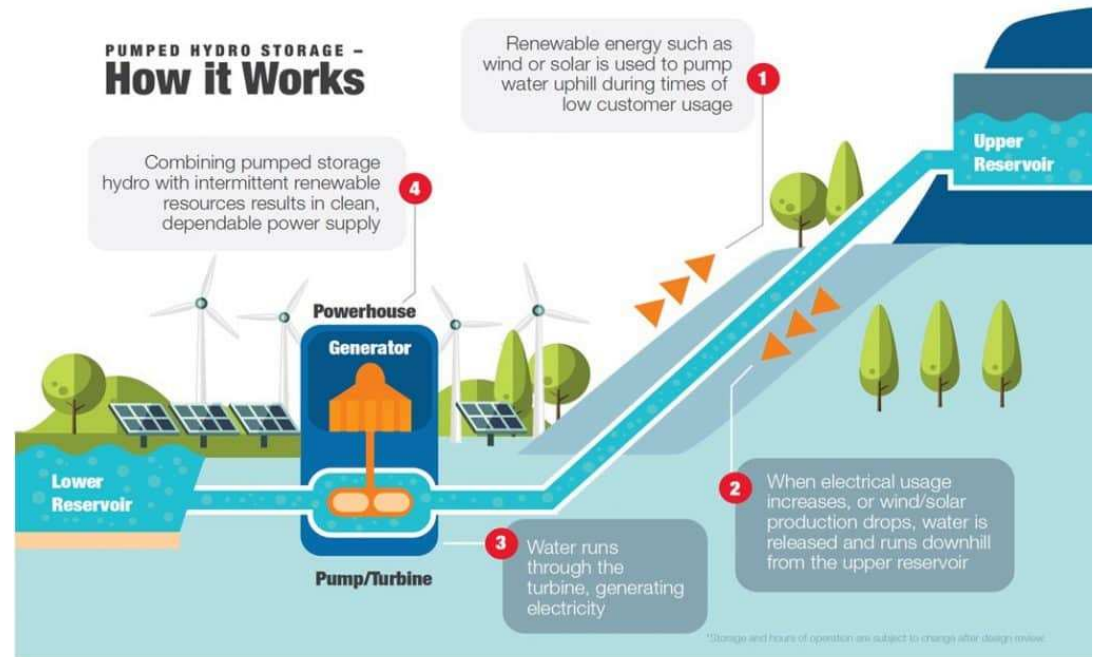 PUMPED HYDRO STORAGE –
How it Works
Renewable energy such as
wind or solar is used to pump
water uphill during times of
low customer usage
1
Upper
Reservoir
Combining pumped storage
hydro with intermittent renewable
resources results in clean,
dependable power supply
4
Powerhouse
Generator
Lower
Reservoir
Pump/Turbine
2
When electrical usage
increases, or wind/solar
production drops, water is
released and runs downhill
from the upper reservoir
3
Water runs
through the
turbine, generating
electricity
*Storage and hours of operation are subject to change after design review.